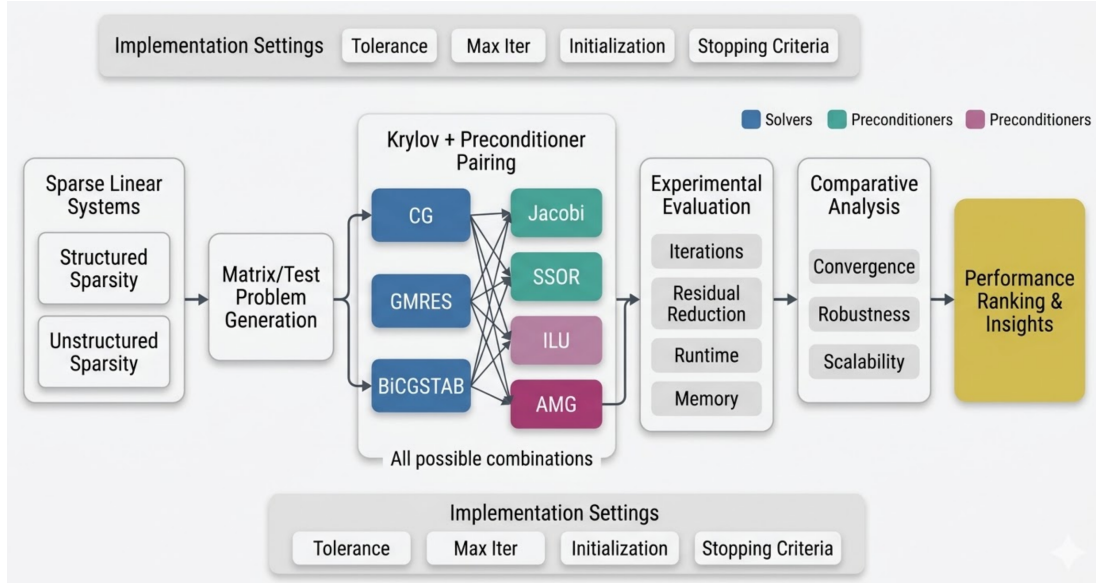 Implementation Settings
Tolerance
Max Iter
Initialization
Stopping Criteria
Solvers
Preconditioners
Preconditioners
Sparse Linear
Systems
Structured
Sparsity
Unstructured
Sparsity
Matrix/Test
Problem
Generation
Krylov + Preconditioner
Pairing
CG
GMRES
BiCGSTAB
Jacobi
SSOR
ILU
AMG
All possible combinations
Experimental
Evaluation
Iterations
Residual
Reduction
Runtime
Memory
Comparative
Analysis
Convergence
Robustness
Scalability
Performance
Ranking &
Insights
Implementation Settings
Tolerance
Max Iter
Initialization
Stopping Criteria